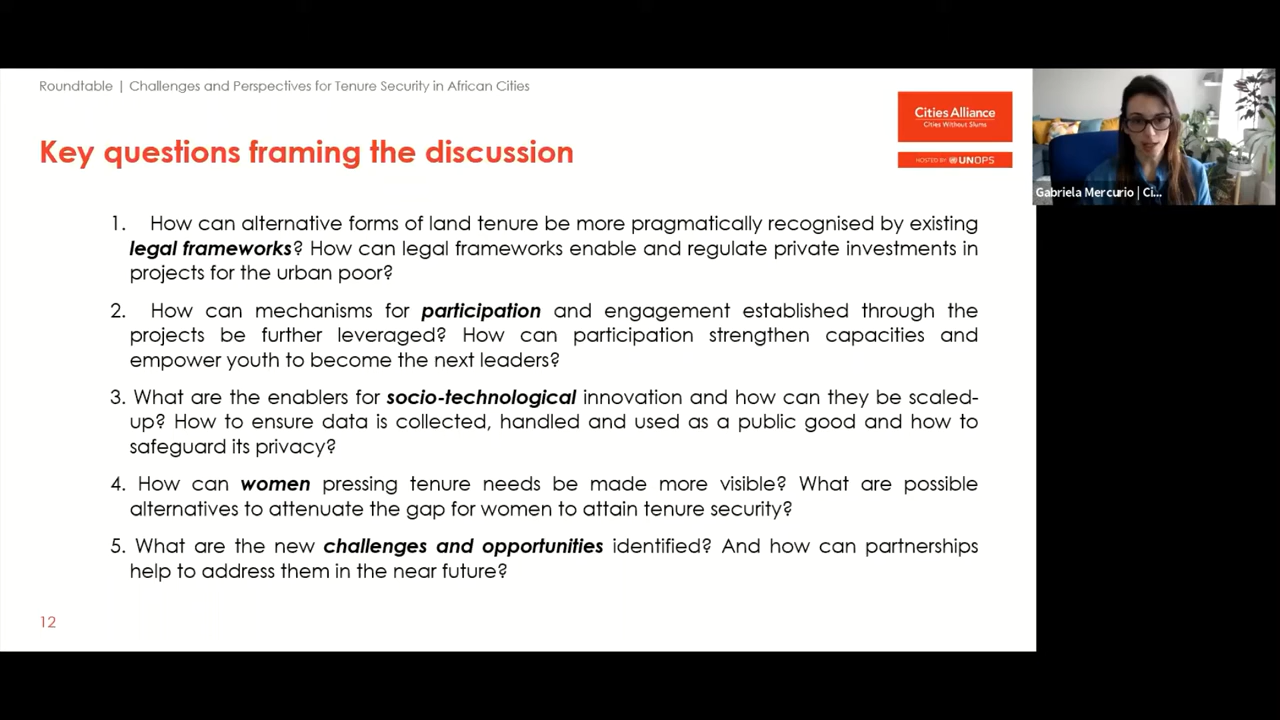 Roundtable | Challenges and Perspectives for Tenure Security in African Cities
Cities Alliance
Cities Without Slums
HOSTED BY UNOPS
Gabriela Mercurio | Ci...
Key questions framing the discussion
1. How can alternative forms of land tenure be more pragmatically recognised by existing
legal frameworks? How can legal frameworks enable and regulate private investments in
projects for the urban poor?
2. How can mechanisms for participation and engagement established through the
projects be further leveraged? How can participation strengthen capacities and
empower youth to become the next leaders?
3. What are the enablers for socio-technological innovation and how can they be scaled-
up? How to ensure data is collected, handled and used as a public good and how to
safeguard its privacy?
4. How can women pressing tenure needs be made more visible? What are possible
alternatives to attenuate the gap for women to attain tenure security?
5. What are the new challenges and opportunities identified? And how can partnerships
help to address them in the near future?
12